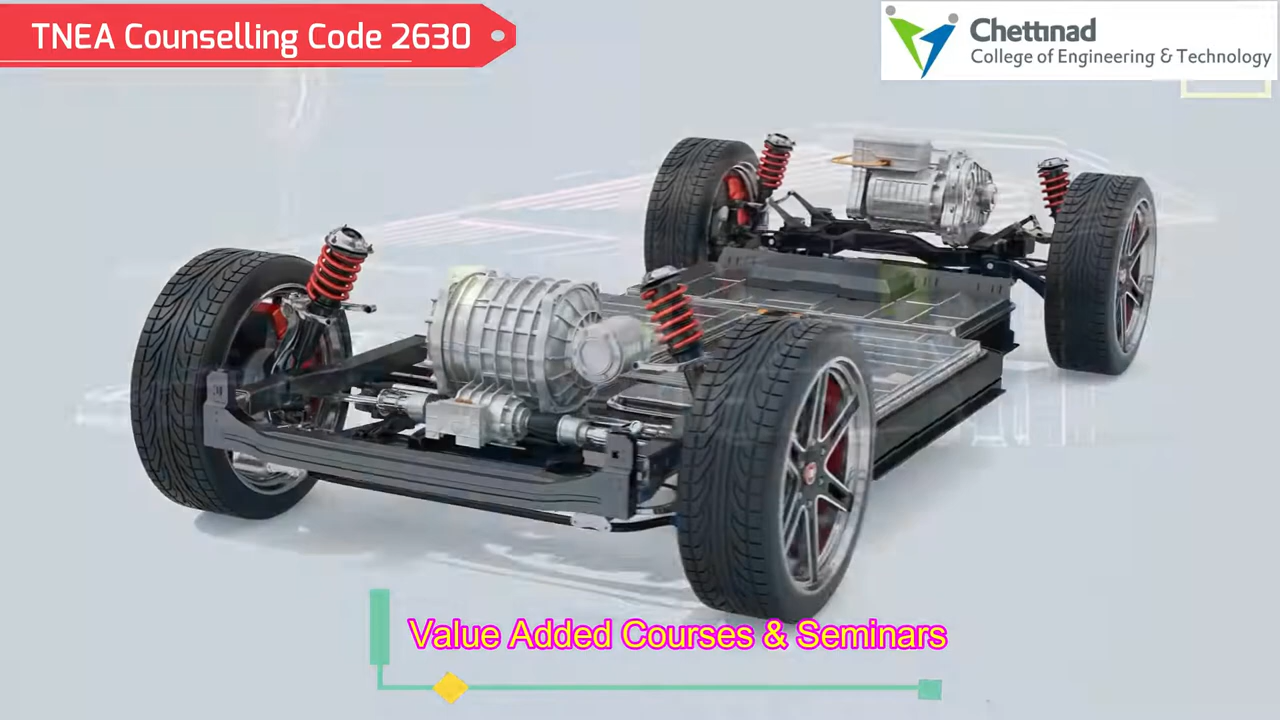 TNEA Counselling Code 2630
Chettinad
College of Engineering & Technology
Value Added Courses & Seminars